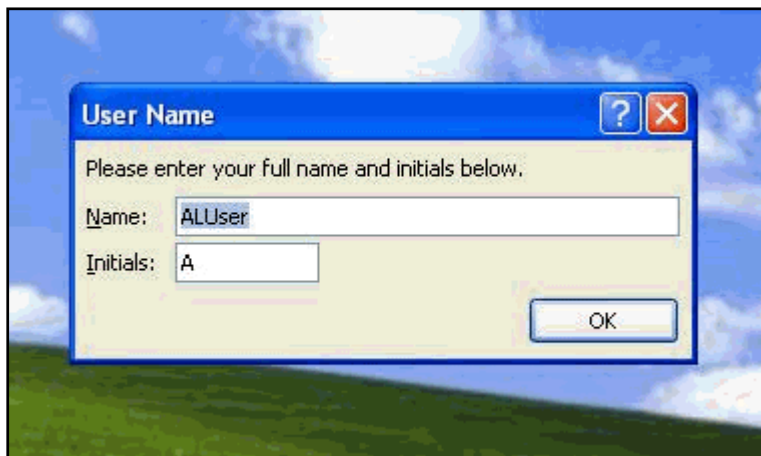 User Name
Please enter your full name and initials below.
Name: ALUser
Initials: A
OK